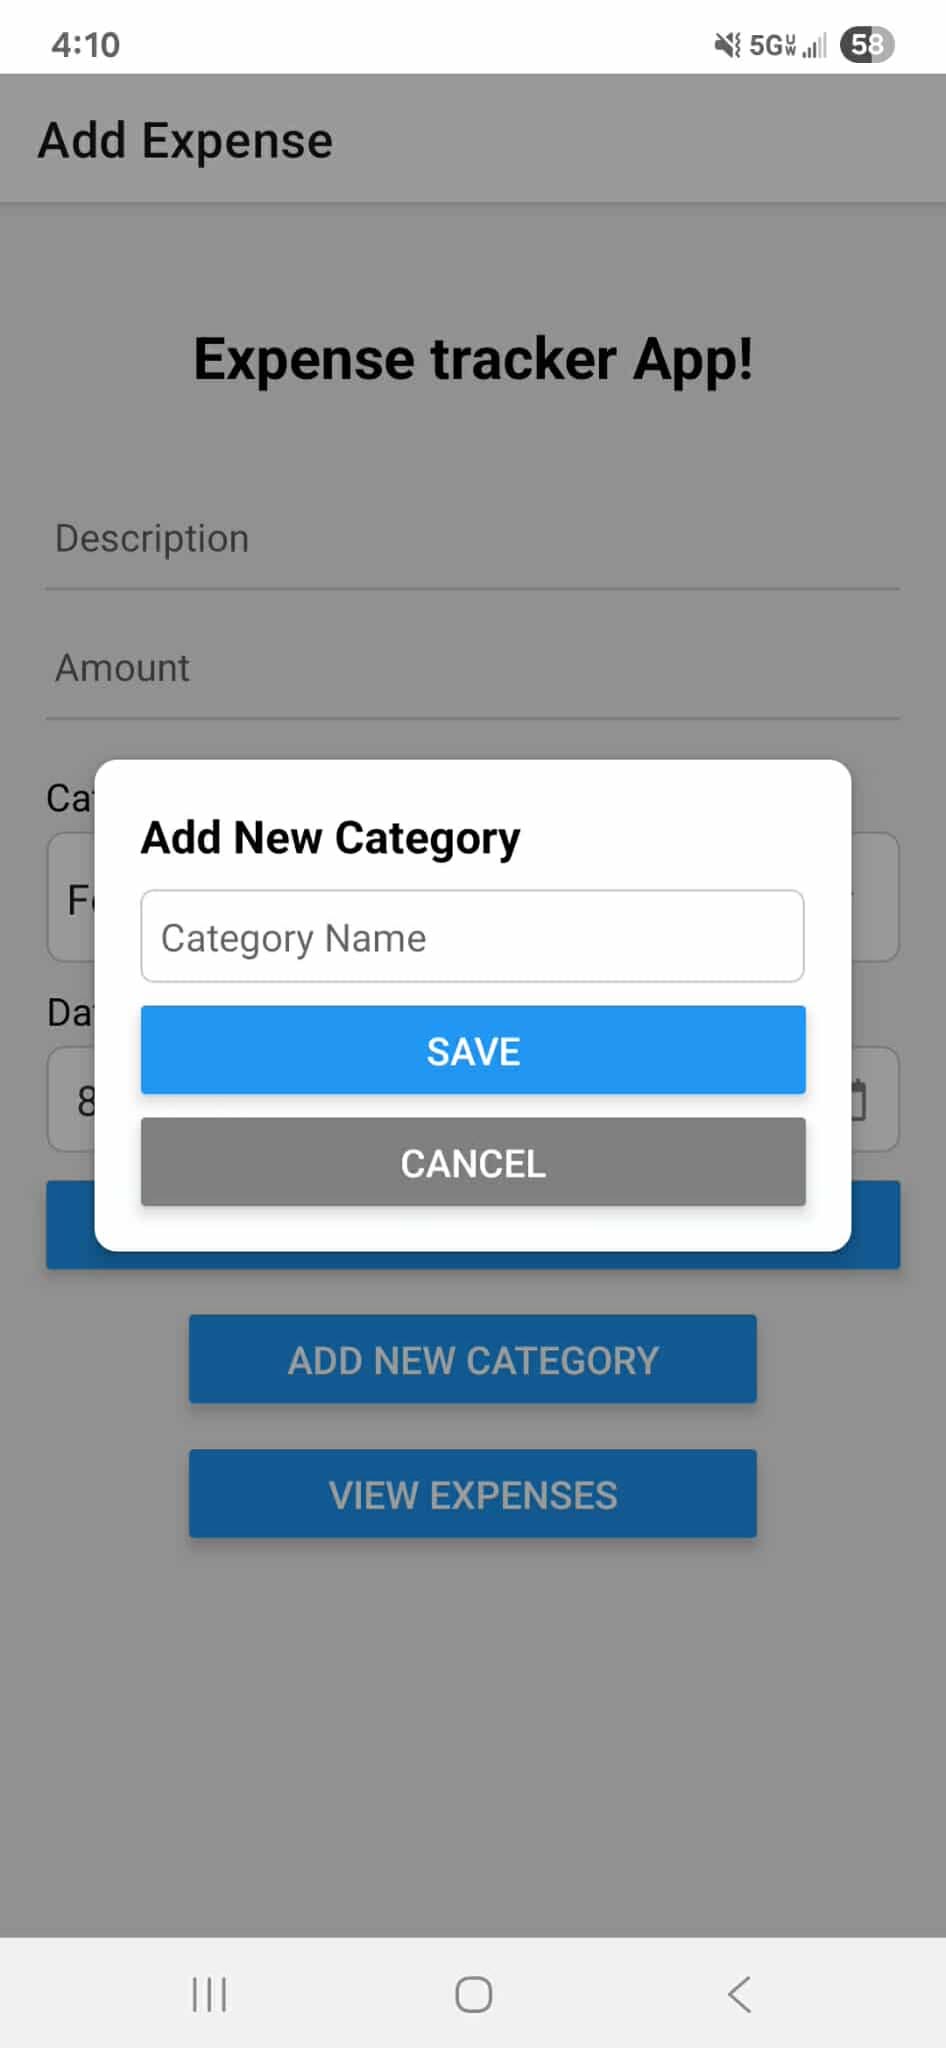 4:10
5G UW
58
Add Expense
Expense tracker App!
Description
Amount
Ca
Add New Category
Category Name
Da
8
SAVE
CANCEL
ADD NEW CATEGORY
VIEW EXPENSES